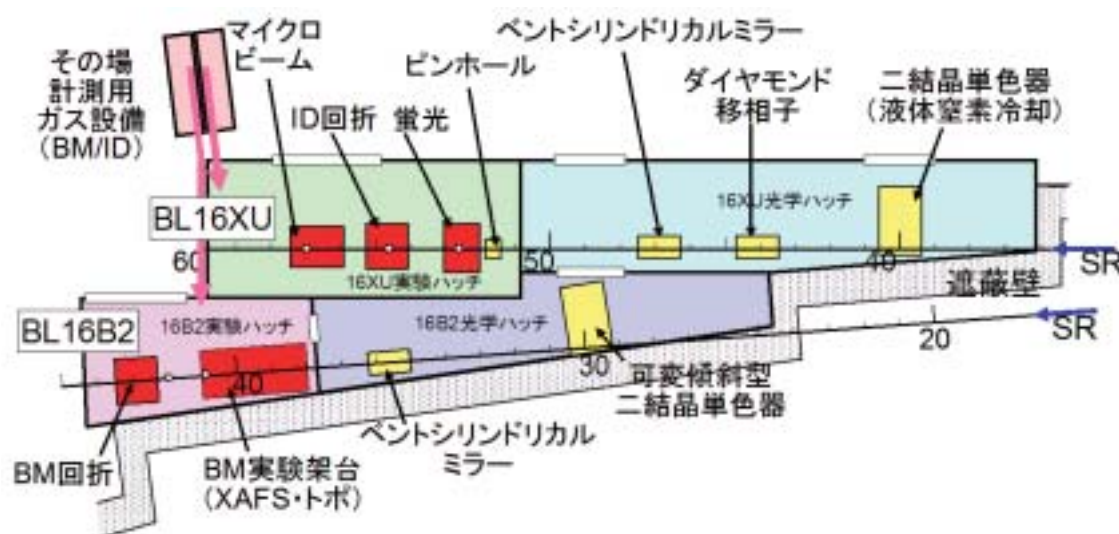 その場
計測用
ガス設備
(BM/ID)
マイクロ
ビーム
ID回折
蛍光
ピンホール
ベントシリンドリカルミラー
ダイヤモンド
移相子
二結晶単色器
(液体窒素冷却)
BL16XU
16XU光学ハッチ
60
50
40
SR
16XU実験ハッチ
遮蔽壁
BL16B2
16B2実験ハッチ
16B2光学ハッチ
SR
40
30
20
可変傾斜型
二結晶単色器
ベントシリンドリカル
ミラー
BM回折
BM実験架台
(XAFS・トポ)